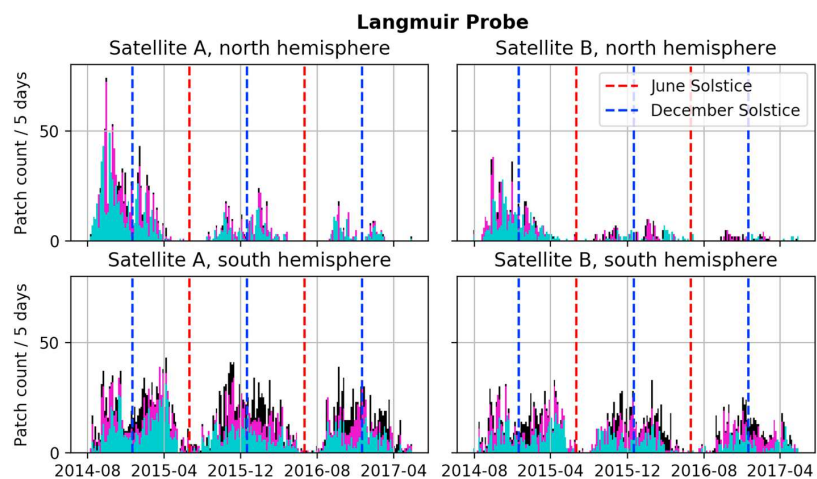 Langmuir Probe
Satellite A, north hemisphere
Satellite B, north hemisphere
Patch count / 5 days
50
0
June Solstice
December Solstice
Satellite A, south hemisphere
Satellite B, south hemisphere
Patch count / 5 days
50
0
2014-08 2015-04 2015-12 2016-08 2017-04
2014-08 2015-04 2015-12 2016-08 2017-04